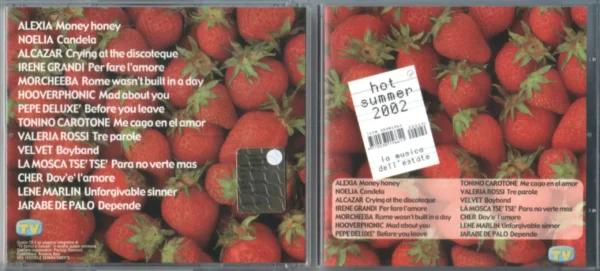 ALEXIA Money honey
NOELIA Candela
ALCAZAR Crying at the discoteque
IRENE GRANDI Per fare l'amore
MORCHEEBA Rome wasn't built in a day
HOOVERPHONIC Mad about you
PEPE DELUXE' Before you leave
TONINO CAROTONE Me cago en el amor
VALERIA ROSSI Tre parole
VELVET Boyband
LA MOSCA TSE' TSE' Para no verte mas
CHER Dov'e' l'amore
LENE MARLIN Unforgivable sinner
JARABE DE PALO Depende
TV
hot
summer
2002
la musica
dell'estate
ALEXIA Money honey
NOELIA Candela
ALCAZAR Crying at the discoteque
IRENE GRANDI Per fare l'amore
MORCHEEBA Rome wasn't built in a day
HOOVERPHONIC Mad about you
PEPE DELUXE' Before you leave
TONINO CAROTONE Me cago en el amor
VALERIA ROSSI Tre parole
VELVET Boyband
LA MOSCA TSE' TSE' Para no verte mas
CHER Dov'e' l'amore
LENE MARLIN Unforgivable sinner
JARABE DE PALO Depende
TV